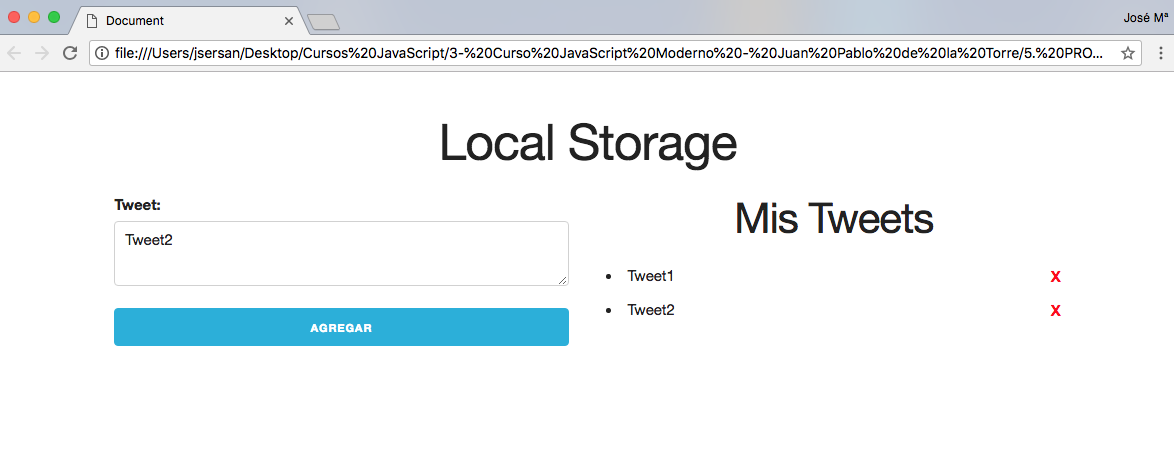 Document
José Mª
file:///Users/jsersan/Desktop/Cursos%20JavaScript/3-%20Curso%20JavaScript%20Moderno%20-%20Juan%20Pablo%20de%20la%20Torre/5.%20PRO...
Local Storage
Tweet:
Tweet2
AGREGAR
Mis Tweets
• Tweet1 X
• Tweet2 X